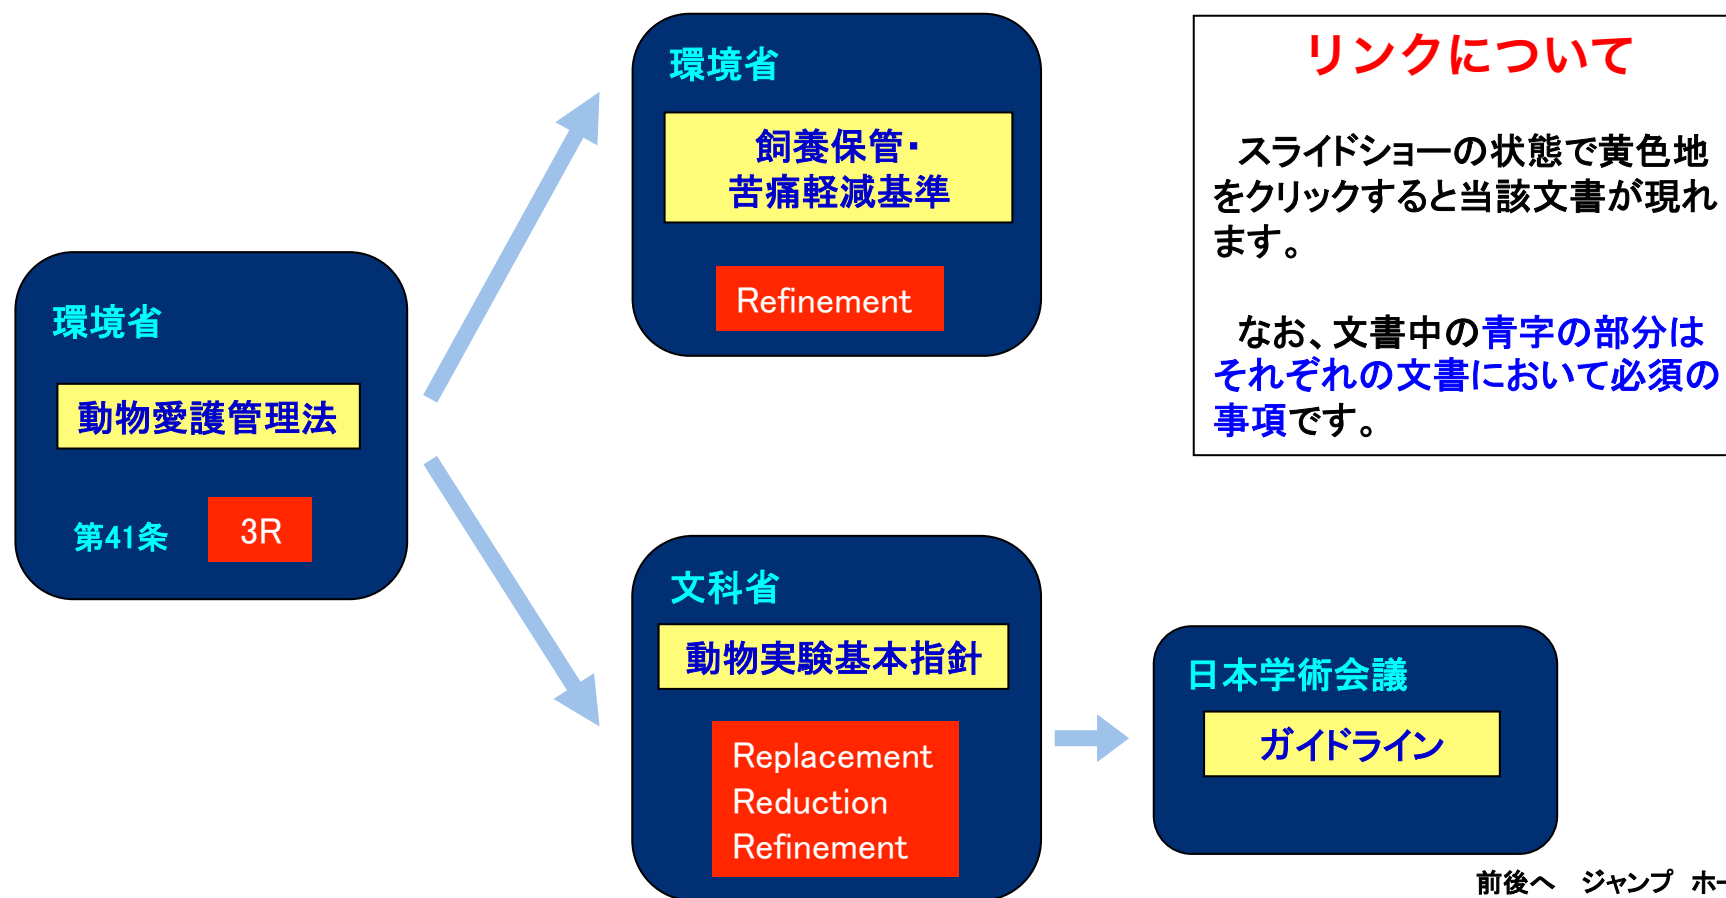 環境省
動物愛護管理法
第41条
3R
環境省
飼養保管・
苦痛軽減基準
Refinement
文科省
動物実験基本指針
Replacement
Reduction
Refinement
日本学術会議
ガイドライン
リンクについて
スライドショーの状態で黄色地
をクリックすると当該文書が現れ
ます。
なお、文書中の青字の部分は
それぞれの文書において必須の
事項です。
前後へ　ジャンプ　ホー